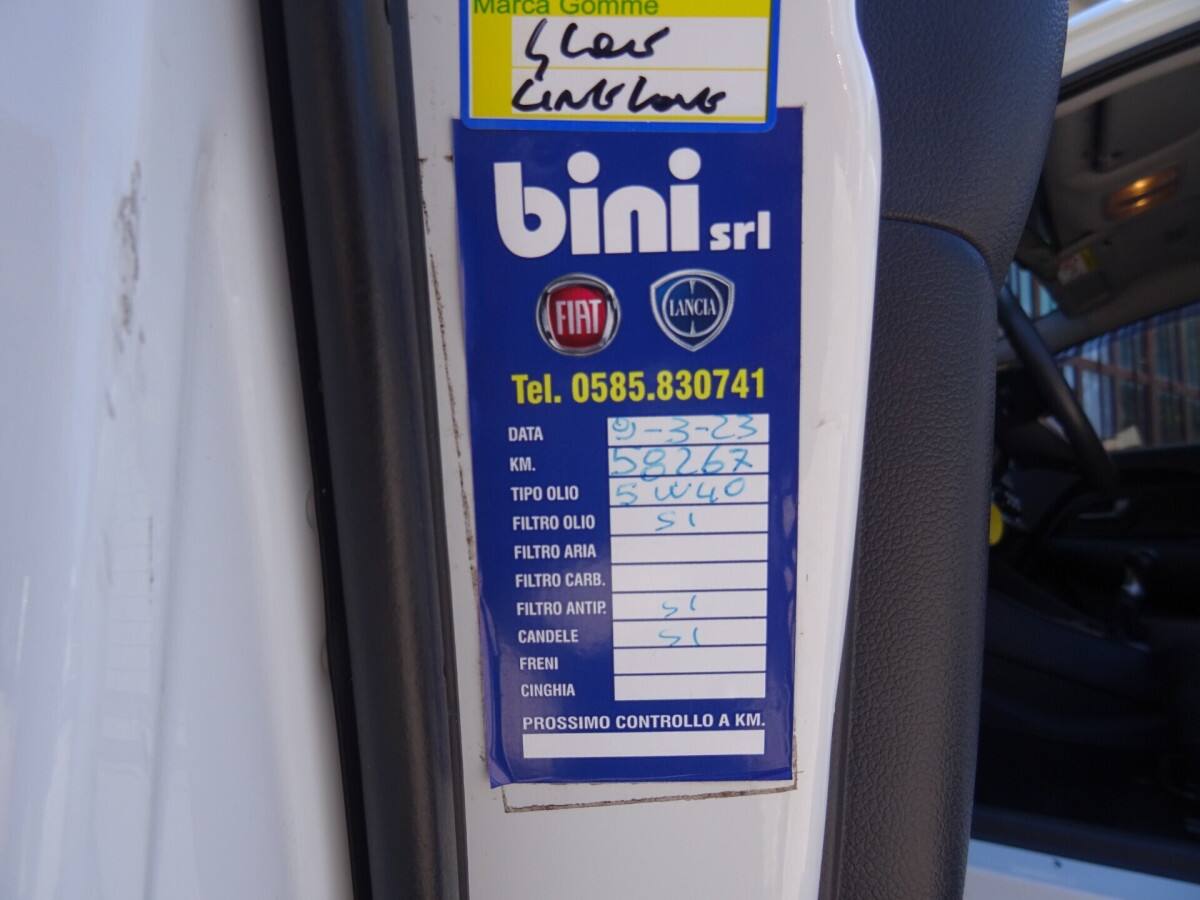 Marca Gomme
bini srl
FIAT LANCIA
Tel. 0585.830741
DATA 9-3-23
KM. 58267
TIPO OLIO 5W40
FILTRO OLIO SI
FILTRO ARIA
FILTRO CARB.
FILTRO ANTIP. SI
CANDELE SI
FRENI
CINGHIA
PROSSIMO CONTROLLO A KM.